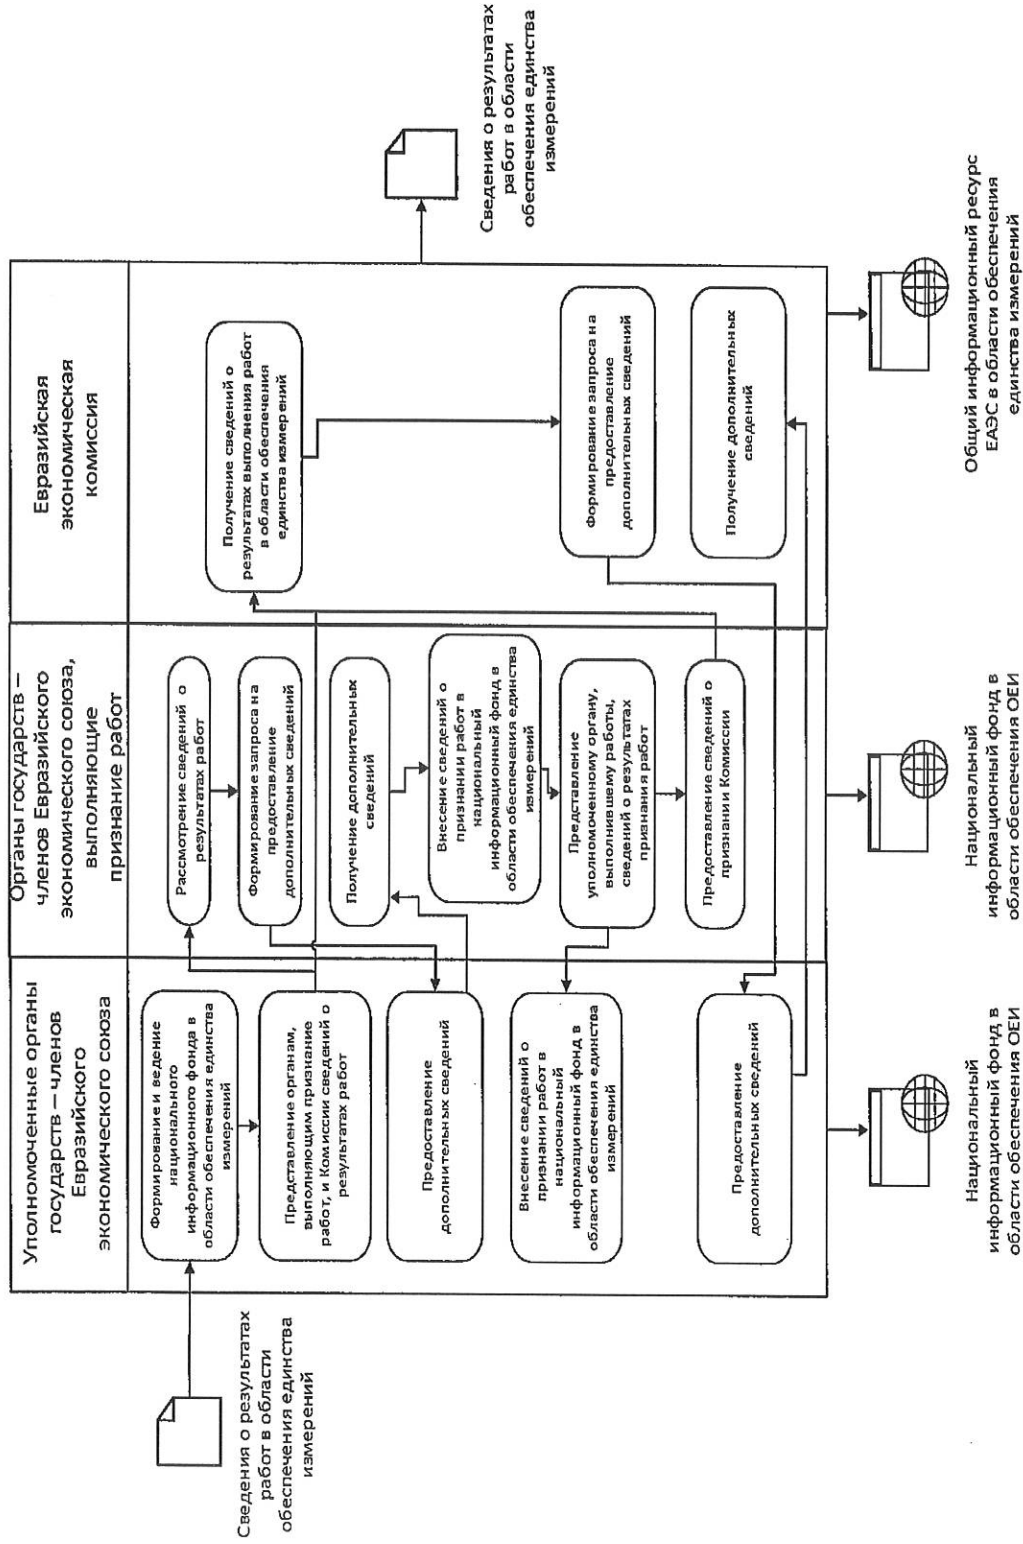 Сведения о результатах
работ в области
обеспечения единства
измерений
Уполномоченные органы
государств — членов
Евразийского
экономического союза
Формирование и ведение
национального
информационного фонда в
области обеспечения единства
измерений
Представление органам,
выполняющим признание
работ, и Комиссии сведений о
результатах работ
Предоставление
дополнительных сведений
Внесение сведений о
признании работ в
национальный
информационный фонд в
области обеспечения единства
измерений
Предоставление
дополнительных сведений
Национальный
информационный фонд в
области обеспечения ОЕИ
Органы государств –
членов Евразийского
экономического союза,
выполняющие
признание работ
Рассмотрение сведений о
результатах работ
Формирование запроса на
предоставление
дополнительных сведений
Получение дополнительных
сведений
Внесение сведений о
признании работ в
национальный
информационный фонд в
области обеспечения единства
измерений
Представление
уполномоченному органу,
выполнившему работы,
сведений о результатах
признания работ
Предоставление сведений о
признании Комиссии
Национальный
информационный фонд в
области обеспечения ОЕИ
Евразийская
экономическая
комиссия
Получение сведений о
результатах выполнения работ
в области обеспечения
единства измерений
Формирование запроса на
предоставление
дополнительных сведений
Получение дополнительных
сведений
Общий информационный ресурс
ЕАЭС в области обеспечения
единства измерений
Сведения о результатах
работ в области
обеспечения единства
измерений